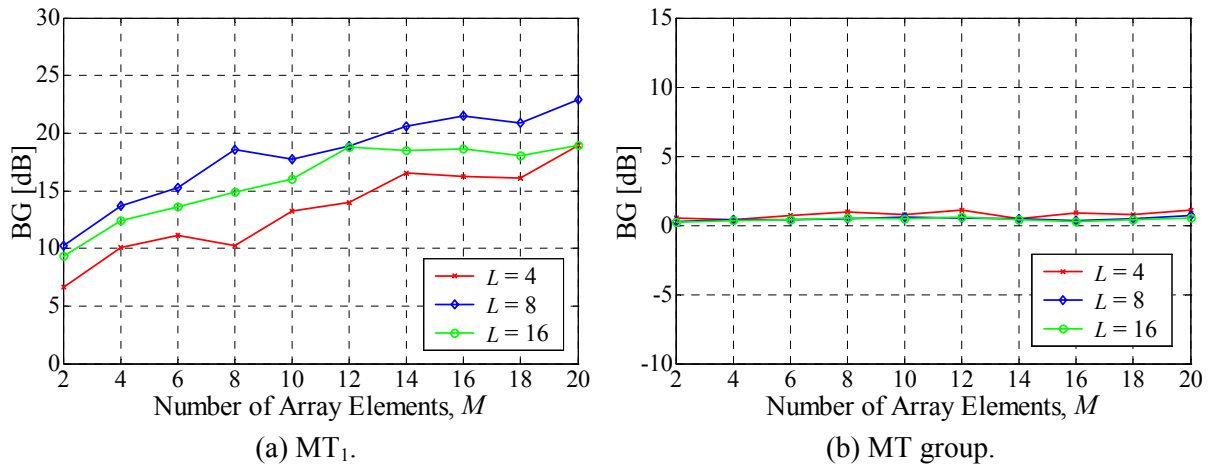 30
25
20
15
10
5
0
BG [dB]
2 4 6 8 10 12 14 16 18 20
Number of Array Elements, M
L = 4
L = 8
L = 16
(a) MT₁.
15
10
5
0
-5
-10
BG [dB]
2 4 6 8 10 12 14 16 18 20
Number of Array Elements, M
L = 4
L = 8
L = 16
(b) MT group.